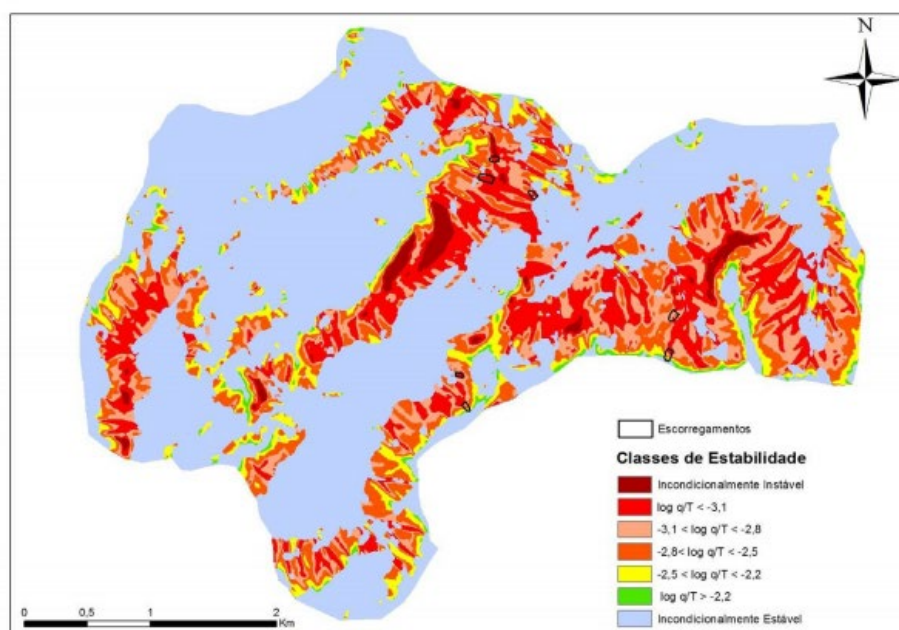 N
Escorregamentos
Classes de Estabilidade
Incondicionalmente Instável
log q/T < -3,1
-3,1 < log q/T < -2,8
-2,8< log q/T < -2,5
-2,5 < log q/T < -2,2
log q/T > -2,2
Incondicionalmente Estável
0 0,5 1 2
Km